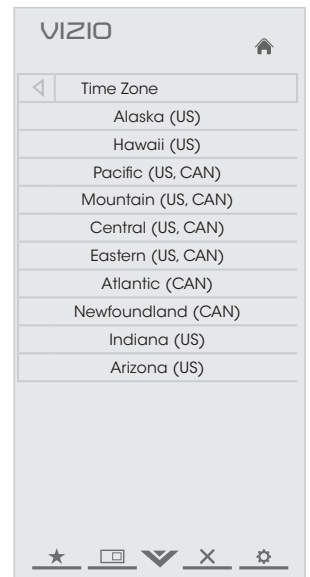 VIZIO
Time Zone
Alaska (US)
Hawaii (US)
Pacific (US, CAN)
Mountain (US, CAN)
Central (US, CAN)
Eastern (US, CAN)
Atlantic (CAN)
Newfoundland (CAN)
Indiana (US)
Arizona (US)